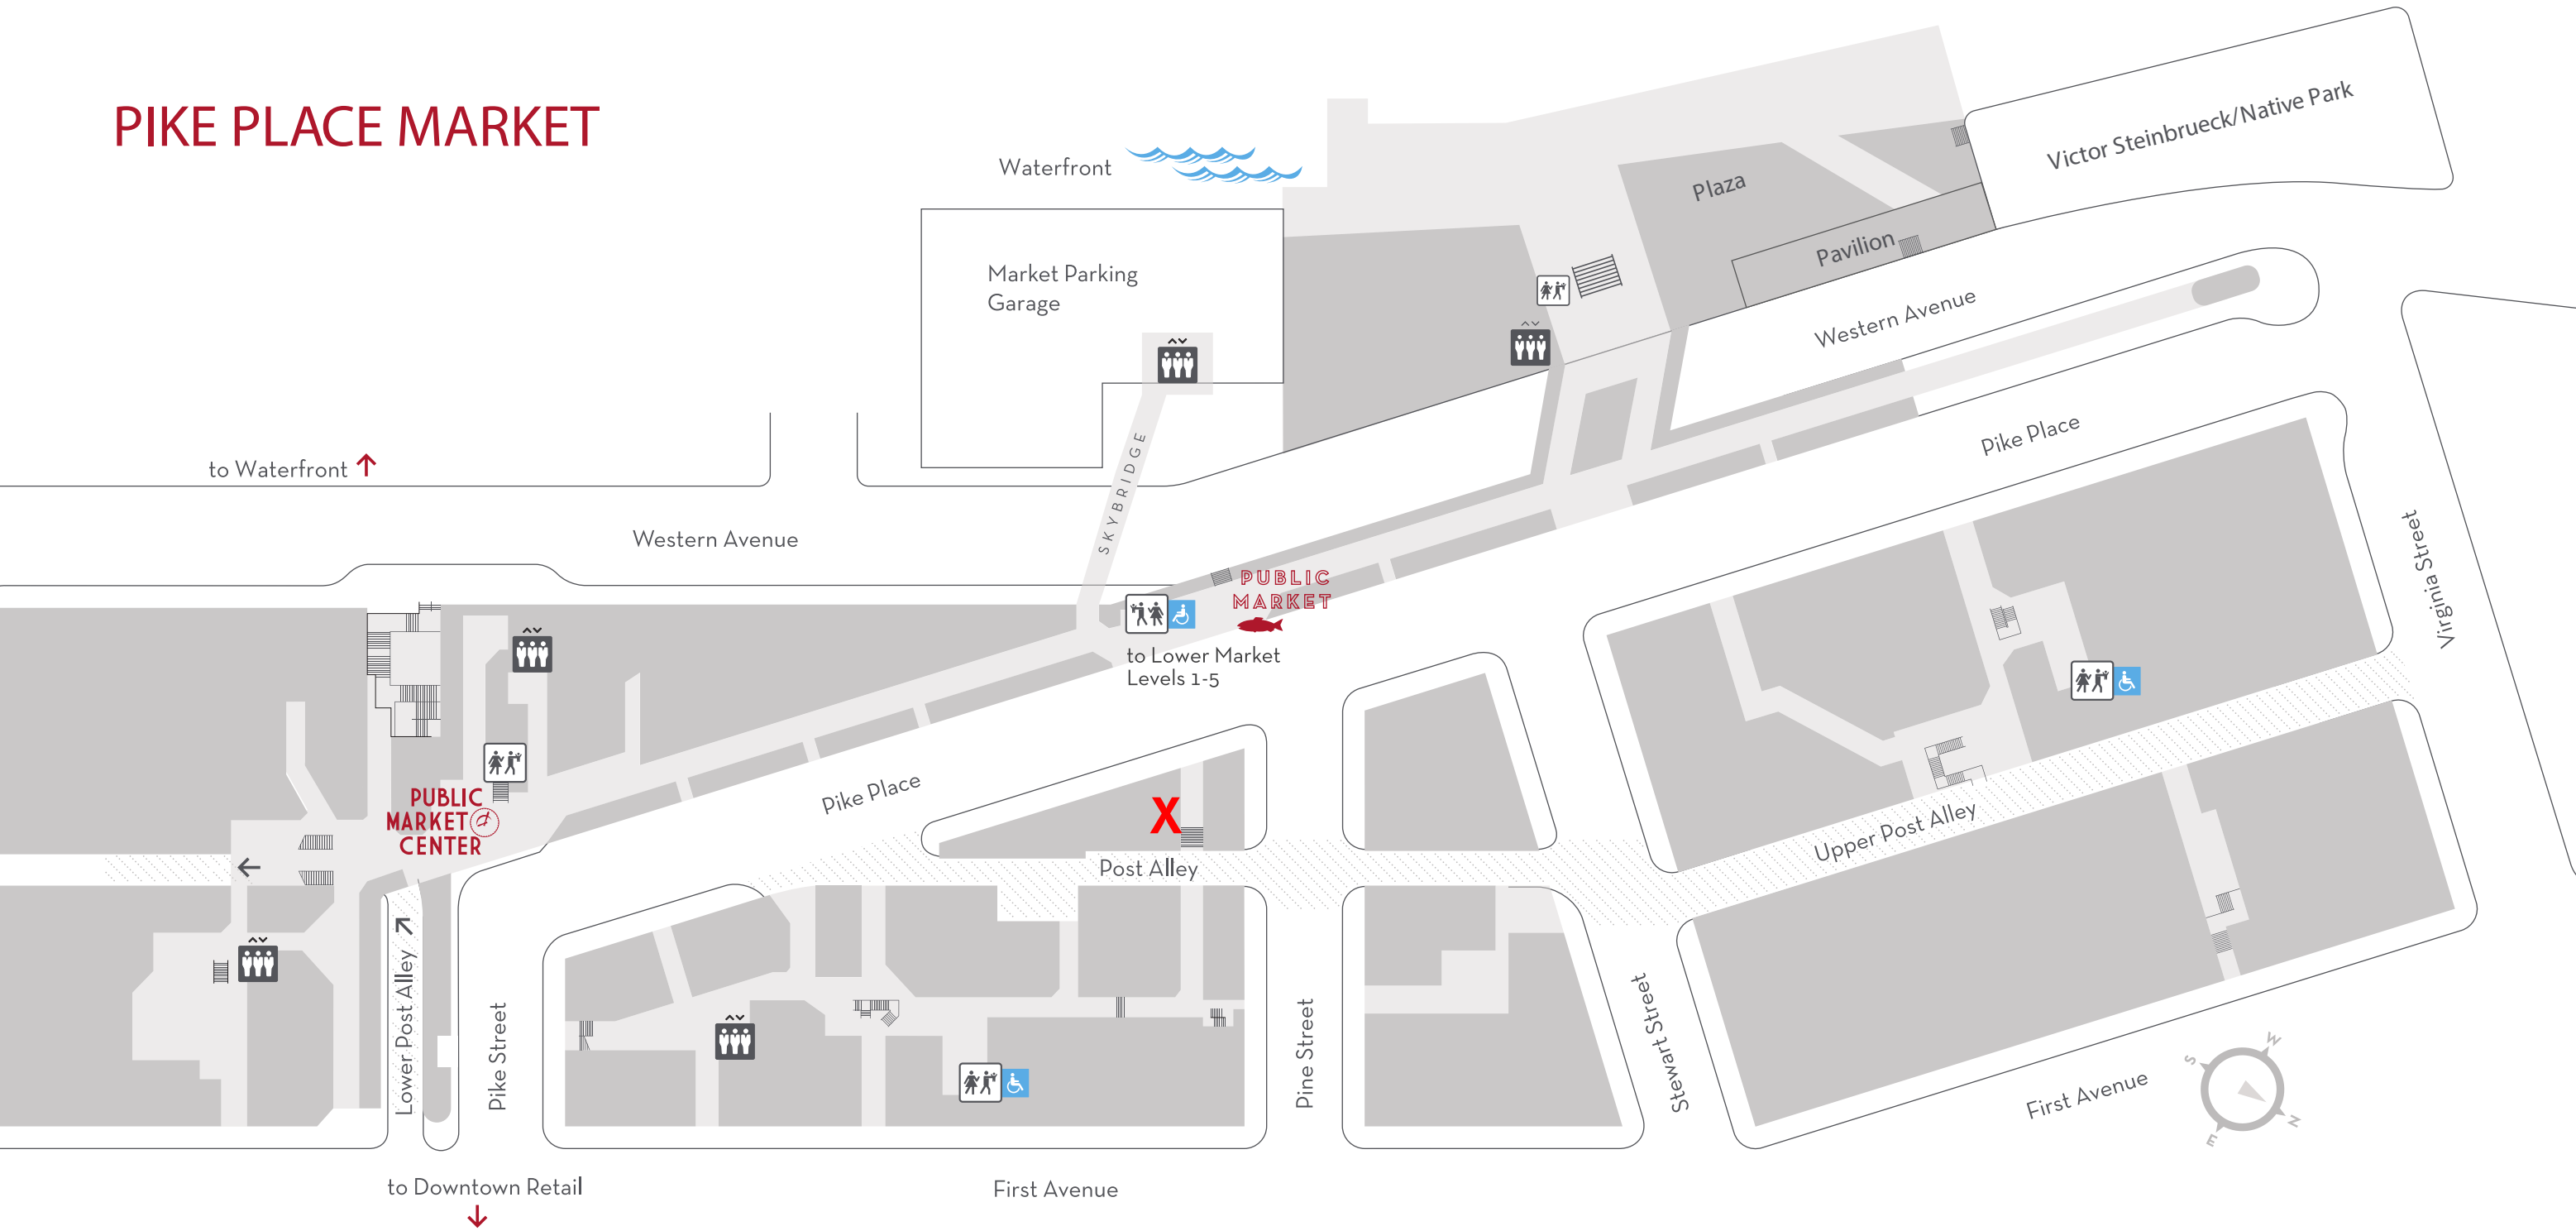 PIKE PLACE MARKET
Waterfront
Victor Steinbrueck/Native Park
Plaza
Pavilion
Market Parking
Garage
Western Avenue
to Waterfront
SKYBRIDGE
Pike Place
Western Avenue
Virginia Street
PUBLIC
MARKET
to Lower Market
Levels 1-5
Pike Place
PUBLIC
MARKET
CENTER
X
Post Alley
Upper Post Alley
Lower Post Alley
Pike Street
Pine Street
Stewart Street
First Avenue
S
W
E
N
to Downtown Retail
First Avenue